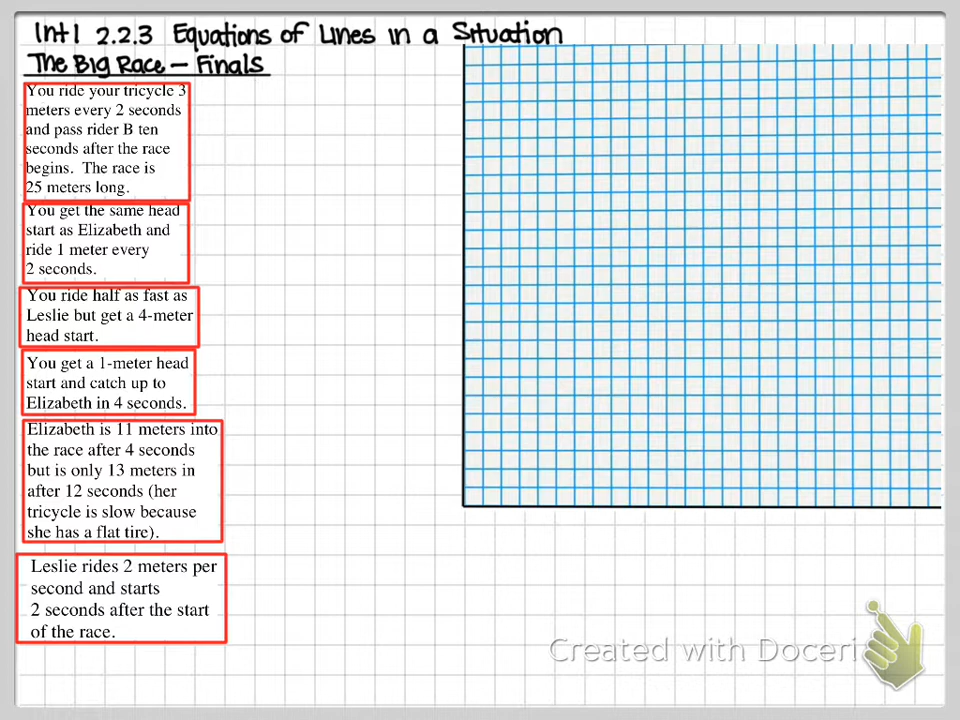 Int 1 2.2.3 Equations of Lines in a Situation
The Big Race – Finals
You ride your tricycle 3
meters every 2 seconds
and pass rider B ten
seconds after the race
begins. The race is
25 meters long.
You get the same head
start as Elizabeth and
ride 1 meter every
2 seconds.
You ride half as fast as
Leslie but get a 4-meter
head start.
You get a 1-meter head
start and catch up to
Elizabeth in 4 seconds.
Elizabeth is 11 meters into
the race after 4 seconds
but is only 13 meters in
after 12 seconds (her
tricycle is slow because
she has a flat tire).
Leslie rides 2 meters per
second and starts
2 seconds after the start
of the race.
Created with Doceri